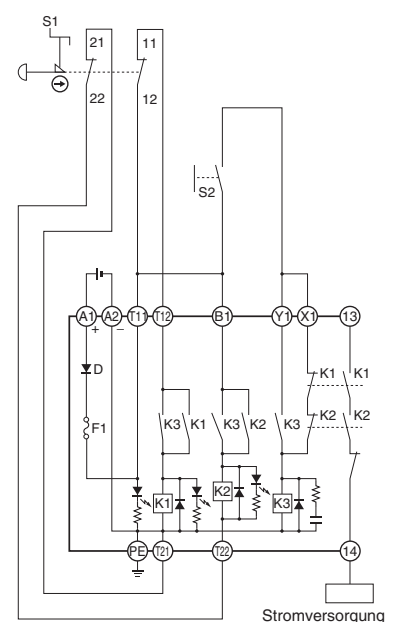 S1
21
11
22
12
S2
A1 A2 T11 T12 B1 Y1 X1 13
+ −
D
K1 K1
F1
K3 K1 K3 K2 K3 K2 K2
K1 K2 K3
PE T21 T22 14
Stromversorgung